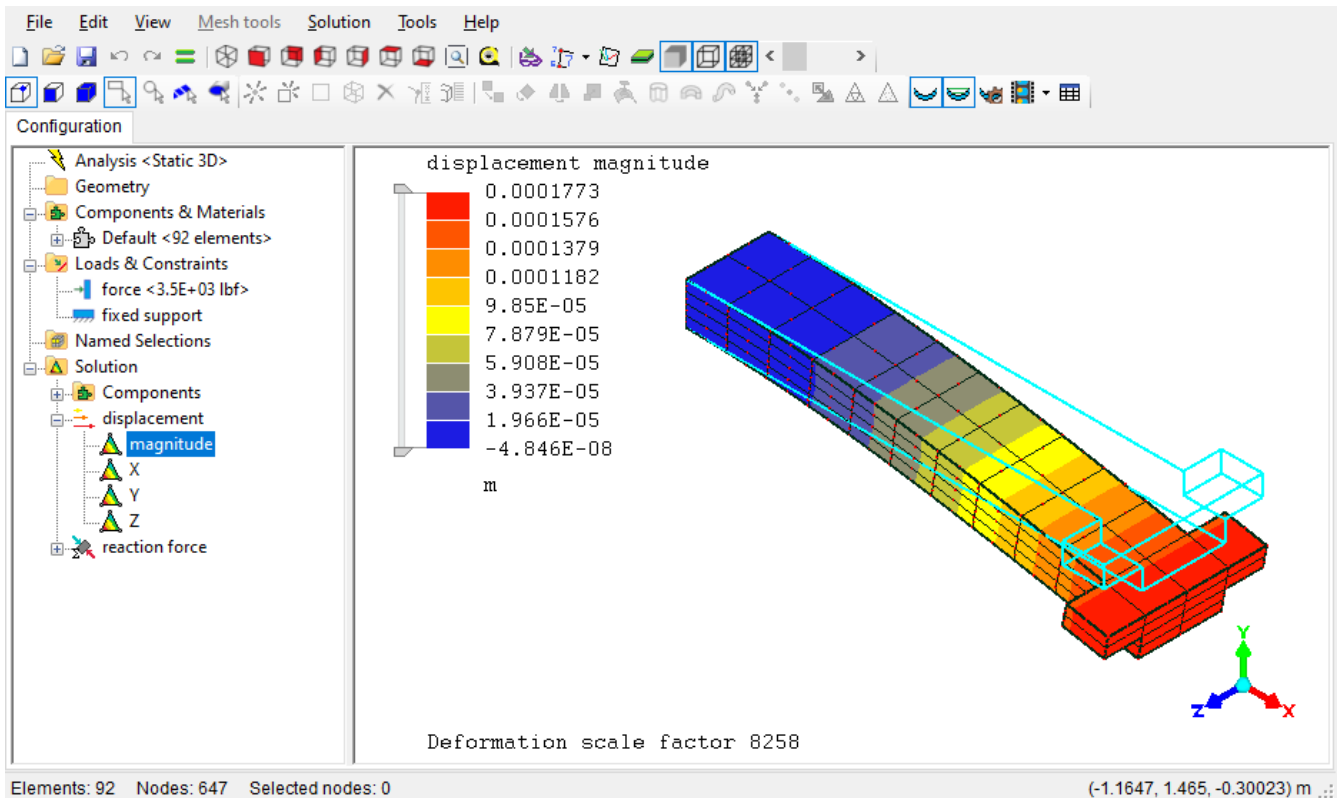 File Edit View Mesh tools Solution Tools Help
Configuration
Analysis <Static 3D>
Geometry
Components & Materials
Default <92 elements>
Loads & Constraints
force <3.5E+03 lbf>
fixed support
Named Selections
Solution
Components
displacement
magnitude
X
Y
Z
reaction force
displacement magnitude
0.0001773
0.0001576
0.0001379
0.0001182
9.85E-05
7.879E-05
5.908E-05
3.937E-05
1.966E-05
-4.846E-08
m
Y
Z X
Deformation scale factor 8258
Elements: 92 Nodes: 647 Selected nodes: 0 (-1.1647, 1.465, -0.30023) m